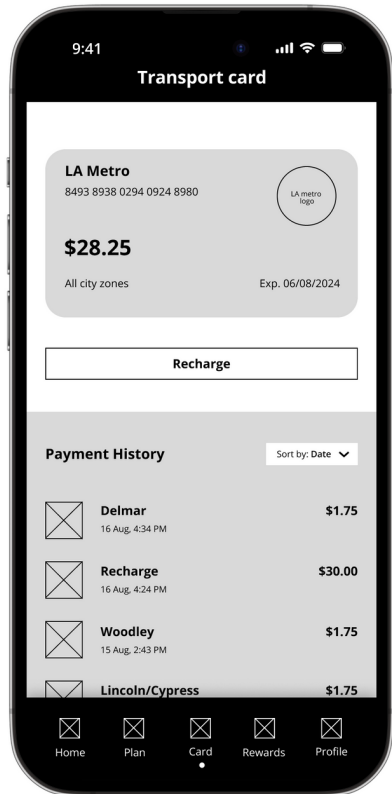 9:41
Transport card
LA Metro
8493 8938 0294 0924 8980
LA metro
logo
$28.25
All city zones
Exp. 06/08/2024
Recharge
Payment History
Sort by: Date
Delmar
$1.75
16 Aug, 4:34 PM
Recharge
$30.00
16 Aug, 4:24 PM
Woodley
$1.75
15 Aug, 2:43 PM
Lincoln/Cypress
$1.75
Home
Plan
Card
Rewards
Profile